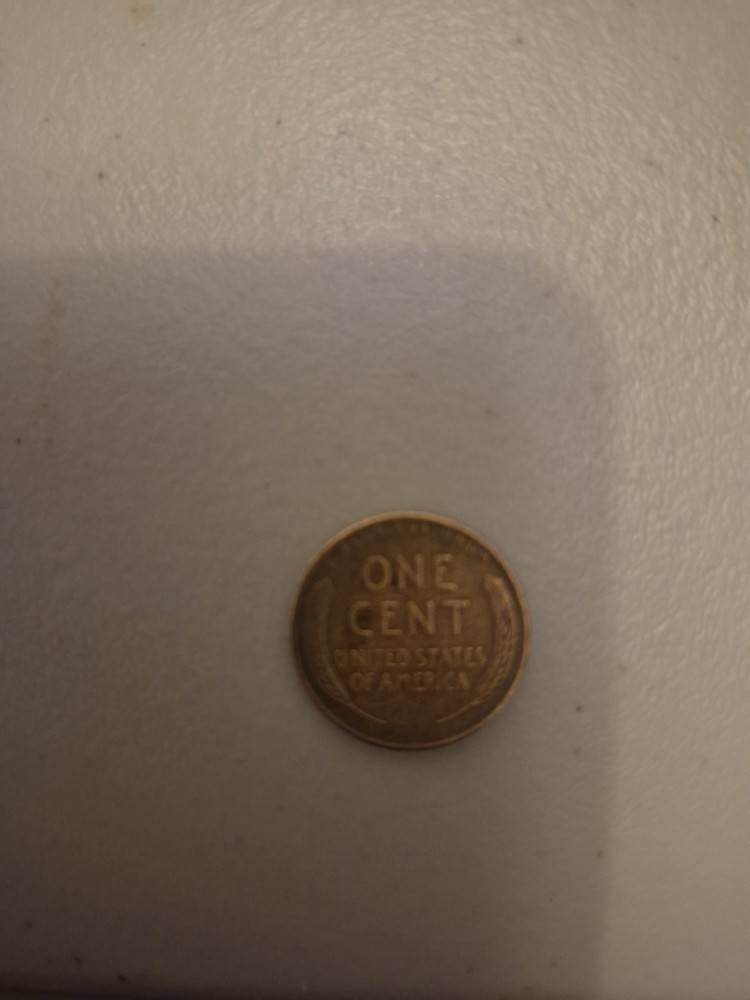 ONE
CENT
UNITED STATES
OF AMERICA